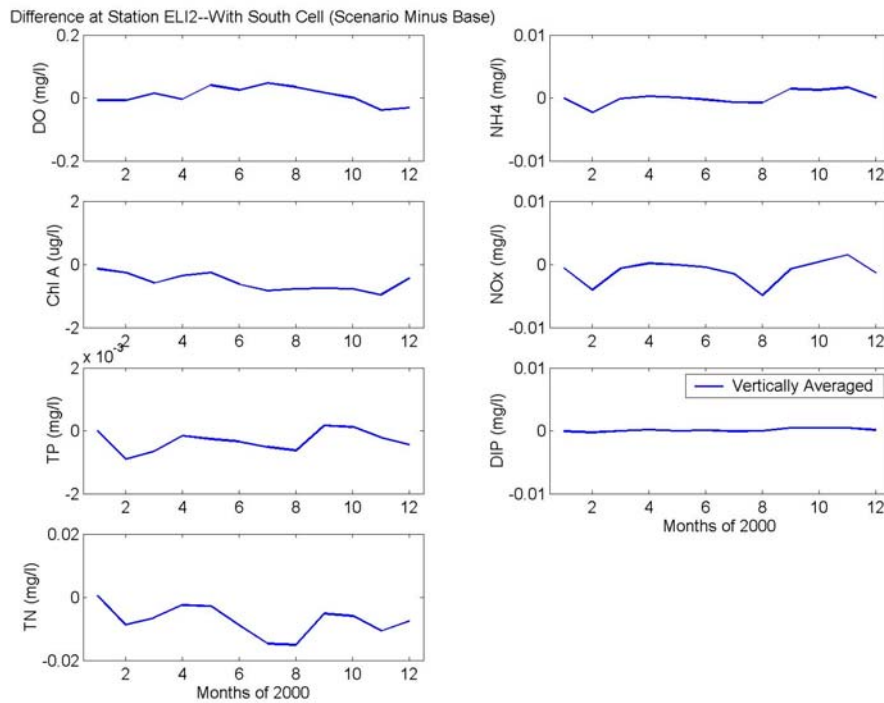 Difference at Station ELI2--With South Cell (Scenario Minus Base)
0.2
0
-0.2
DO (mg/l)
2 4 6 8 10 12
0.01
0
-0.01
NH4 (mg/l)
2 4 6 8 10 12
2
0
-2
Chl A (ug/l)
2 4 6 8 10 12
0.01
0
-0.01
NOx (mg/l)
2 4 6 8 10 12
x 10^-3
2
0
-2
TP (mg/l)
2 4 6 8 10 12
0.01
0
-0.01
DIP (mg/l)
Vertically Averaged
2 4 6 8 10 12
Months of 2000
0.02
0
-0.02
TN (mg/l)
2 4 6 8 10 12
Months of 2000